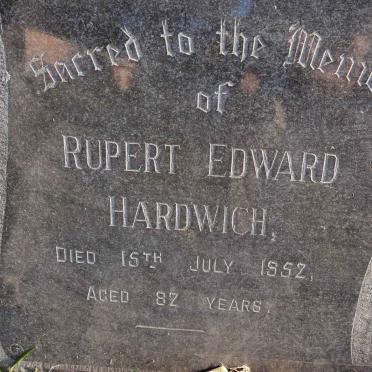 Sacred to the Memo
of
RUPERT EDWARD
HARDWICH,
DIED 15TH JULY 1952,
AGED 82 YEARS.